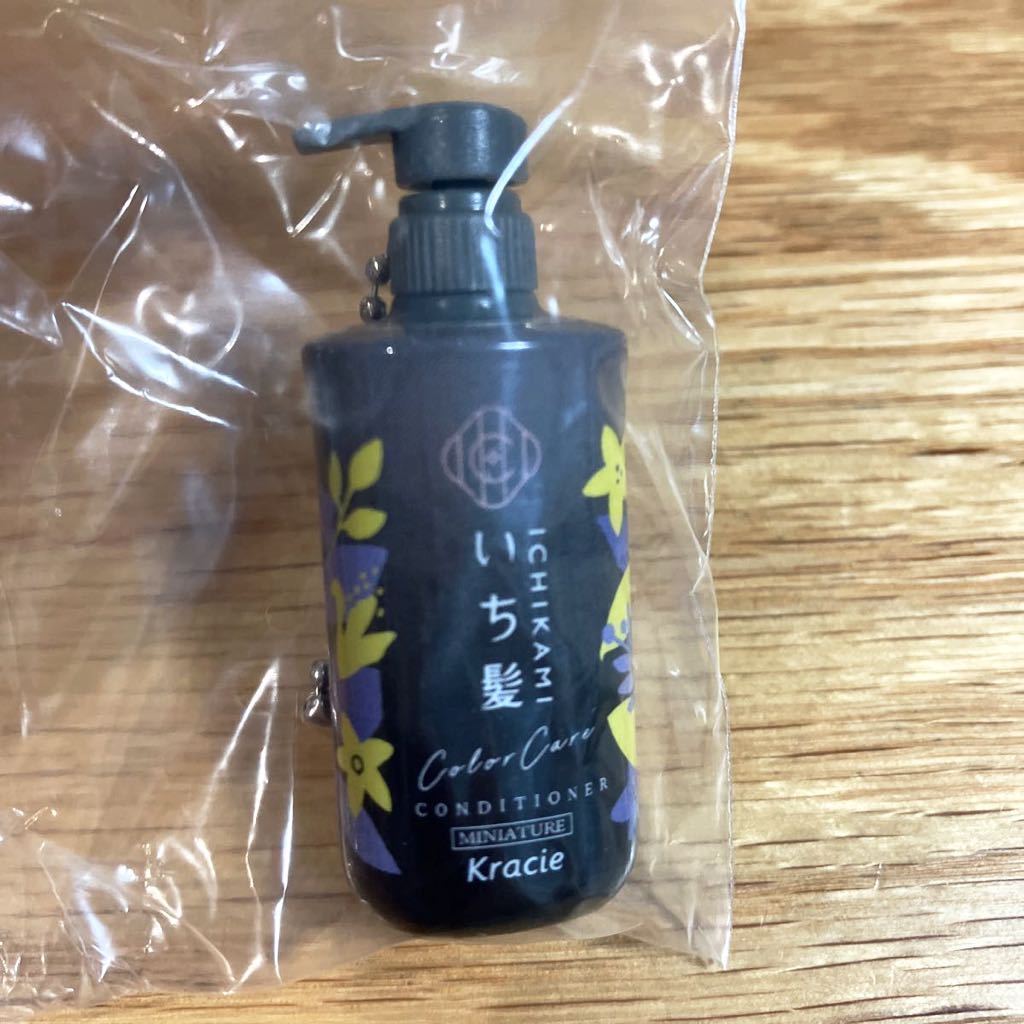 いち髪
ICHIKAMI
Color Care
CONDITIONER
MINIATURE
Kracie